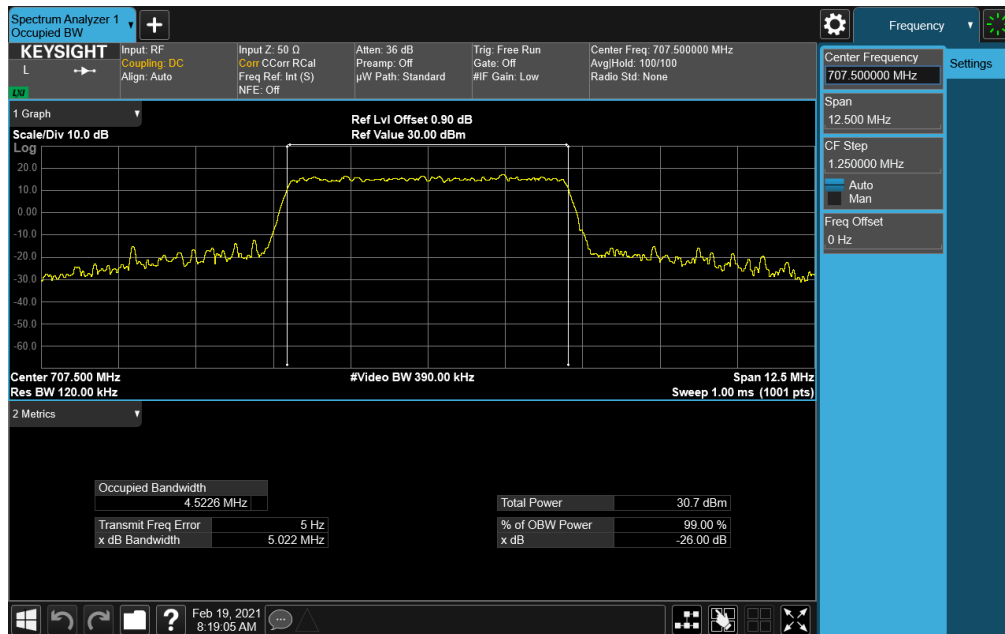 Spectrum Analyzer 1
Occupied BW
Frequency
KEYSIGHT
L
LXI
Input: RF
Coupling: DC
Align: Auto
Input Z: 50 Ω
Corr CCorr RCal
Freq Ref: Int (S)
NFE: Off
Atten: 36 dB
Preamp: Off
µW Path: Standard
Trig: Free Run
Gate: Off
#IF Gain: Low
Center Freq: 707.500000 MHz
Avg|Hold: 100/100
Radio Std: None
Center Frequency
707.500000 MHz
Settings
Span
12.500 MHz
CF Step
1.250000 MHz
Auto
Man
Freq Offset
0 Hz
1 Graph
Scale/Div 10.0 dB
Ref Lvl Offset 0.90 dB
Ref Value 30.00 dBm
Log
20.0
10.0
0.00
-10.0
-20.0
-30.0
-40.0
-50.0
-60.0
Center 707.500 MHz
#Video BW 390.00 kHz
Span 12.5 MHz
Res BW 120.00 kHz
Sweep 1.00 ms (1001 pts)
2 Metrics
Occupied Bandwidth
4.5226 MHz
Total Power 30.7 dBm
Transmit Freq Error 5 Hz
% of OBW Power 99.00 %
x dB Bandwidth 5.022 MHz
x dB -26.00 dB
Feb 19, 2021
8:19:05 AM